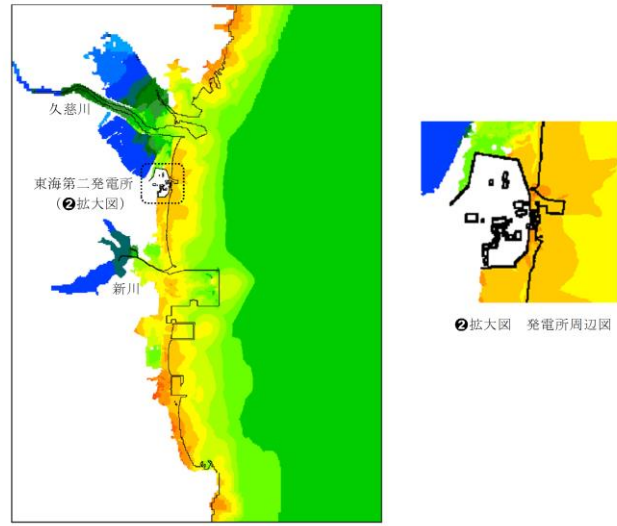 久慈川
東海第二発電所
(❷拡大図)
新川
❷拡大図 発電所周辺図